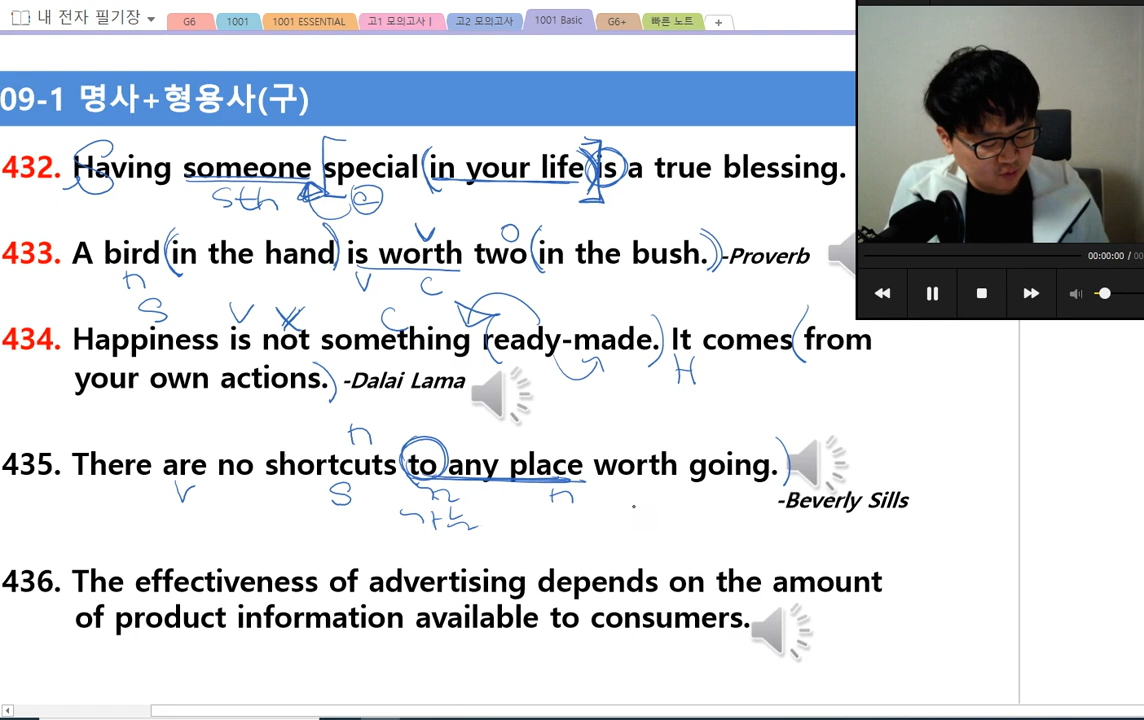 내 전자 필기장
G6 1001 1001 ESSENTIAL 고1 모의고사 I 고2 모의고사 1001 Basic G6+ 빠른 노트 +
09-1 명사+형용사(구)
432. Having someone special in your life is a true blessing.
sth
00:00:00 / 00
V O
433. A bird (in the hand) is worth two (in the bush.) -Proverb
n V C
S V C
434. Happiness is not something (ready-made.) It comes (from
H
your own actions.) -Dalai Lama
n
435. There are no shortcuts (to any place worth going.)
V S n
-Beverly Sills
436. The effectiveness of advertising depends on the amount
of product information available to consumers.